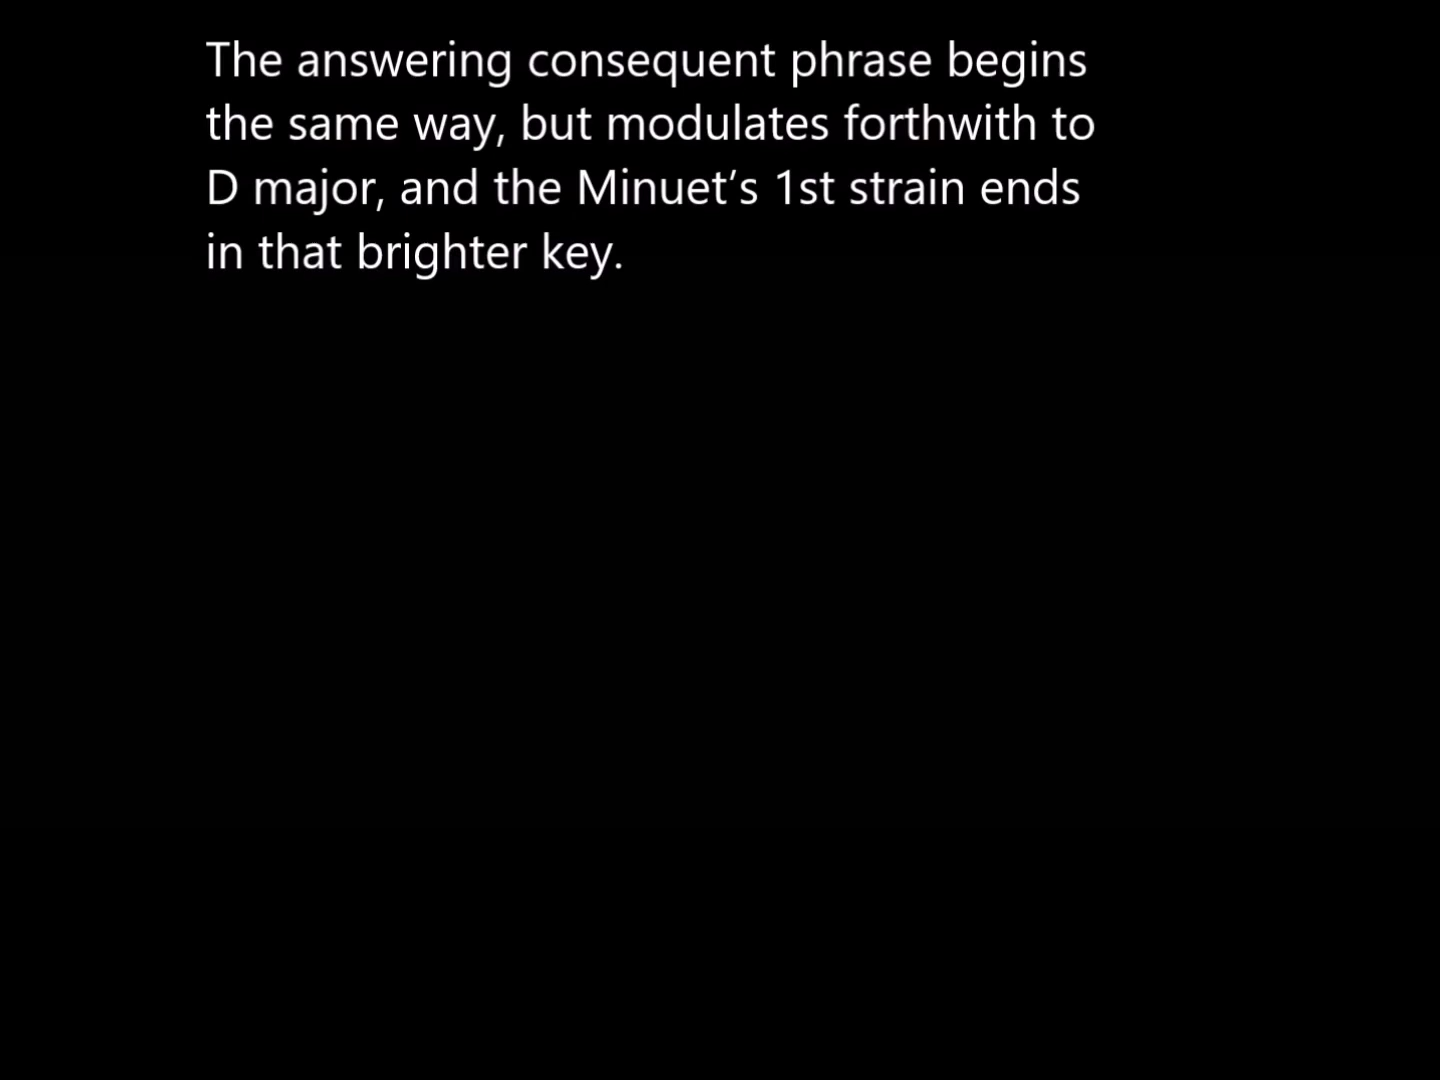 The answering consequent phrase begins
the same way, but modulates forthwith to
D major, and the Minuet’s 1st strain ends
in that brighter key.